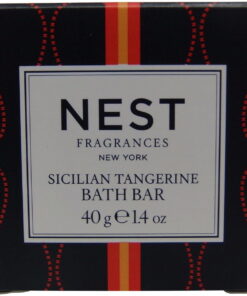 NEST
FRAGRANCES
NEW YORK
SICILIAN TANGERINE
BATH BAR
40 g ℮ 1.4 oz